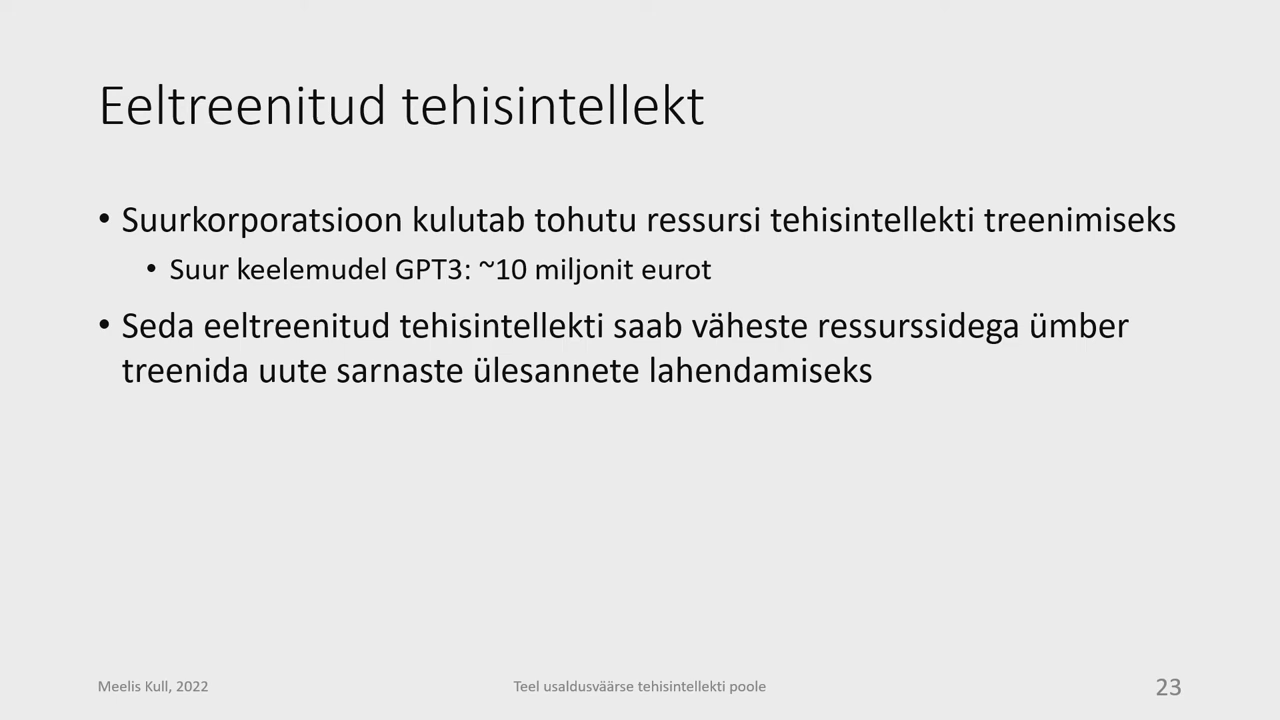 Eeltreenitud tehisintellekt
• Suurkorporatsioon kulutab tohutu ressursi tehisintellekti treenimiseks
• Suur keelemudel GPT3: ~10 miljonit eurot
• Seda eeltreenitud tehisintellekti saab väheste ressurssidega ümber
treenida uute sarnaste ülesannete lahendamiseks
Meelis Kull, 2022
Teel usaldusväärse tehisintellekti poole
23